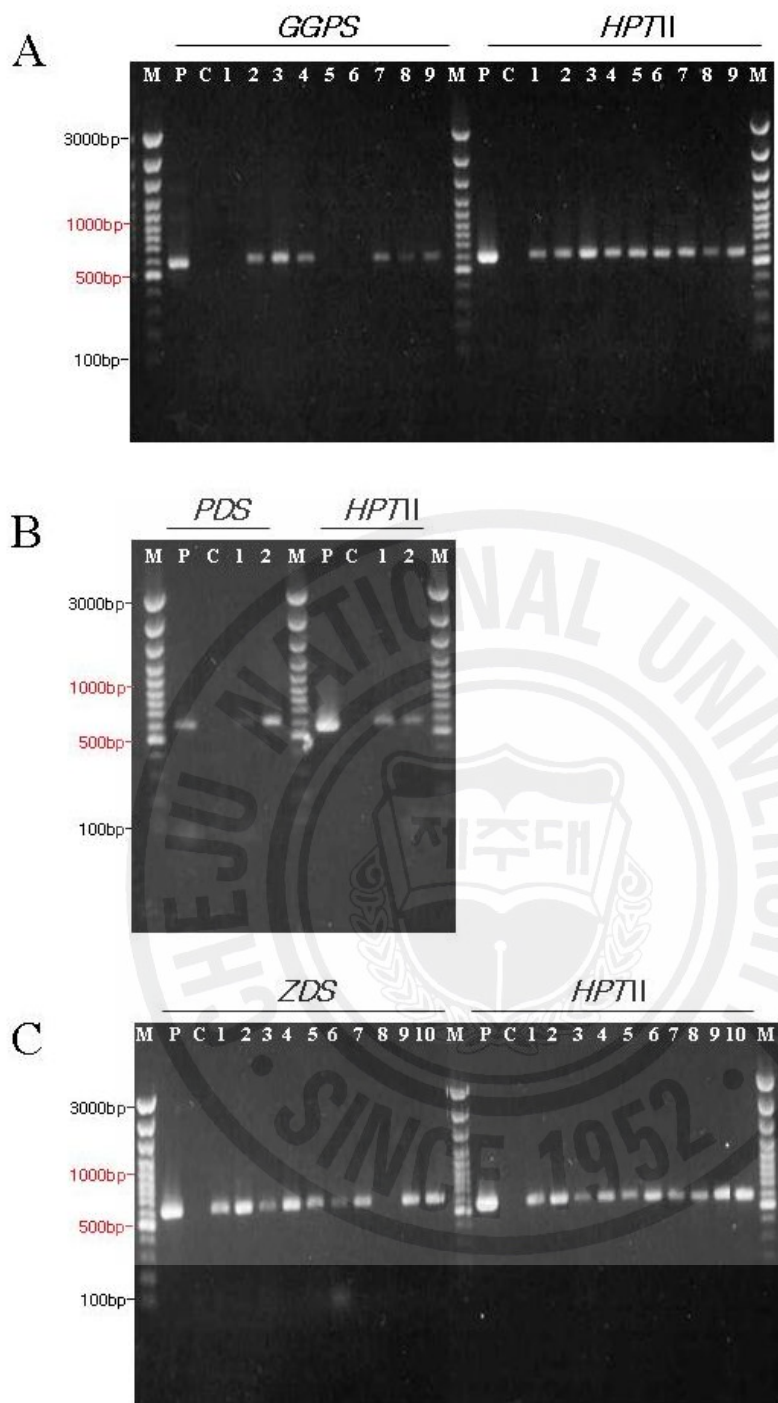 GGPS HPTII
A
M P C 1 2 3 4 5 6 7 8 9 M P C 1 2 3 4 5 6 7 8 9 M
3000bp
1000bp
500bp
100bp
PDS HPTII
B
M P C 1 2 M P C 1 2 M
3000bp
1000bp
500bp
100bp
ZDS HPTII
C
M P C 1 2 3 4 5 6 7 8 9 10 M P C 1 2 3 4 5 6 7 8 9 10 M
3000bp
1000bp
500bp
100bp
CHEJU NATIONAL UNIVERSITY
제주대
SINCE 1952